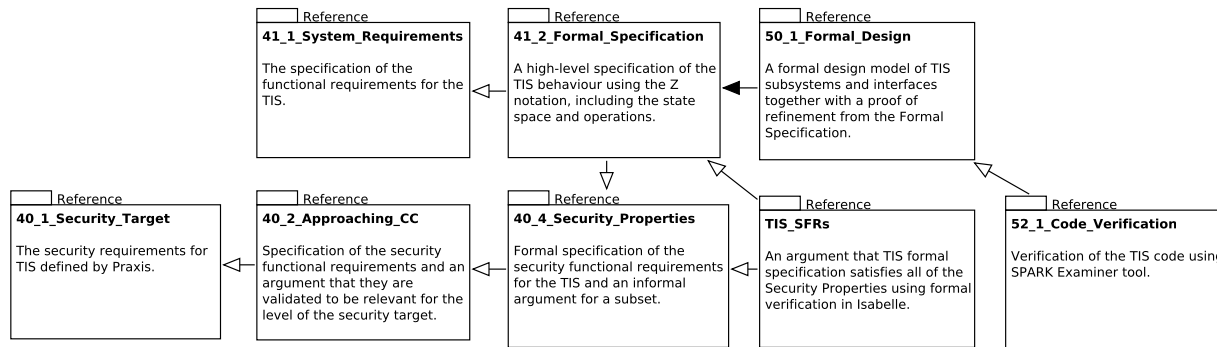 Reference
41_1_System_Requirements
The specification of the
functional requirements for the
TIS.
Reference
41_2_Formal_Specification
A high-level specification of the
TIS behaviour using the Z
notation, including the state
space and operations.
Reference
50_1_Formal_Design
A formal design model of TIS
subsystems and interfaces
together with a proof of
refinement from the Formal
Specification.
Reference
40_1_Security_Target
The security requirements for
TIS defined by Praxis.
Reference
40_2_Approaching_CC
Specification of the security
functional requirements and an
argument that they are
validated to be relevant for the
level of the security target.
Reference
40_4_Security_Properties
Formal specification of the
security functional requirements
for the TIS and an informal
argument for a subset.
Reference
TIS_SFRs
An argument that TIS formal
specification satisfies all of the
Security Properties using formal
verification in Isabelle.
Reference
52_1_Code_Verification
Verification of the TIS code using
SPARK Examiner tool.